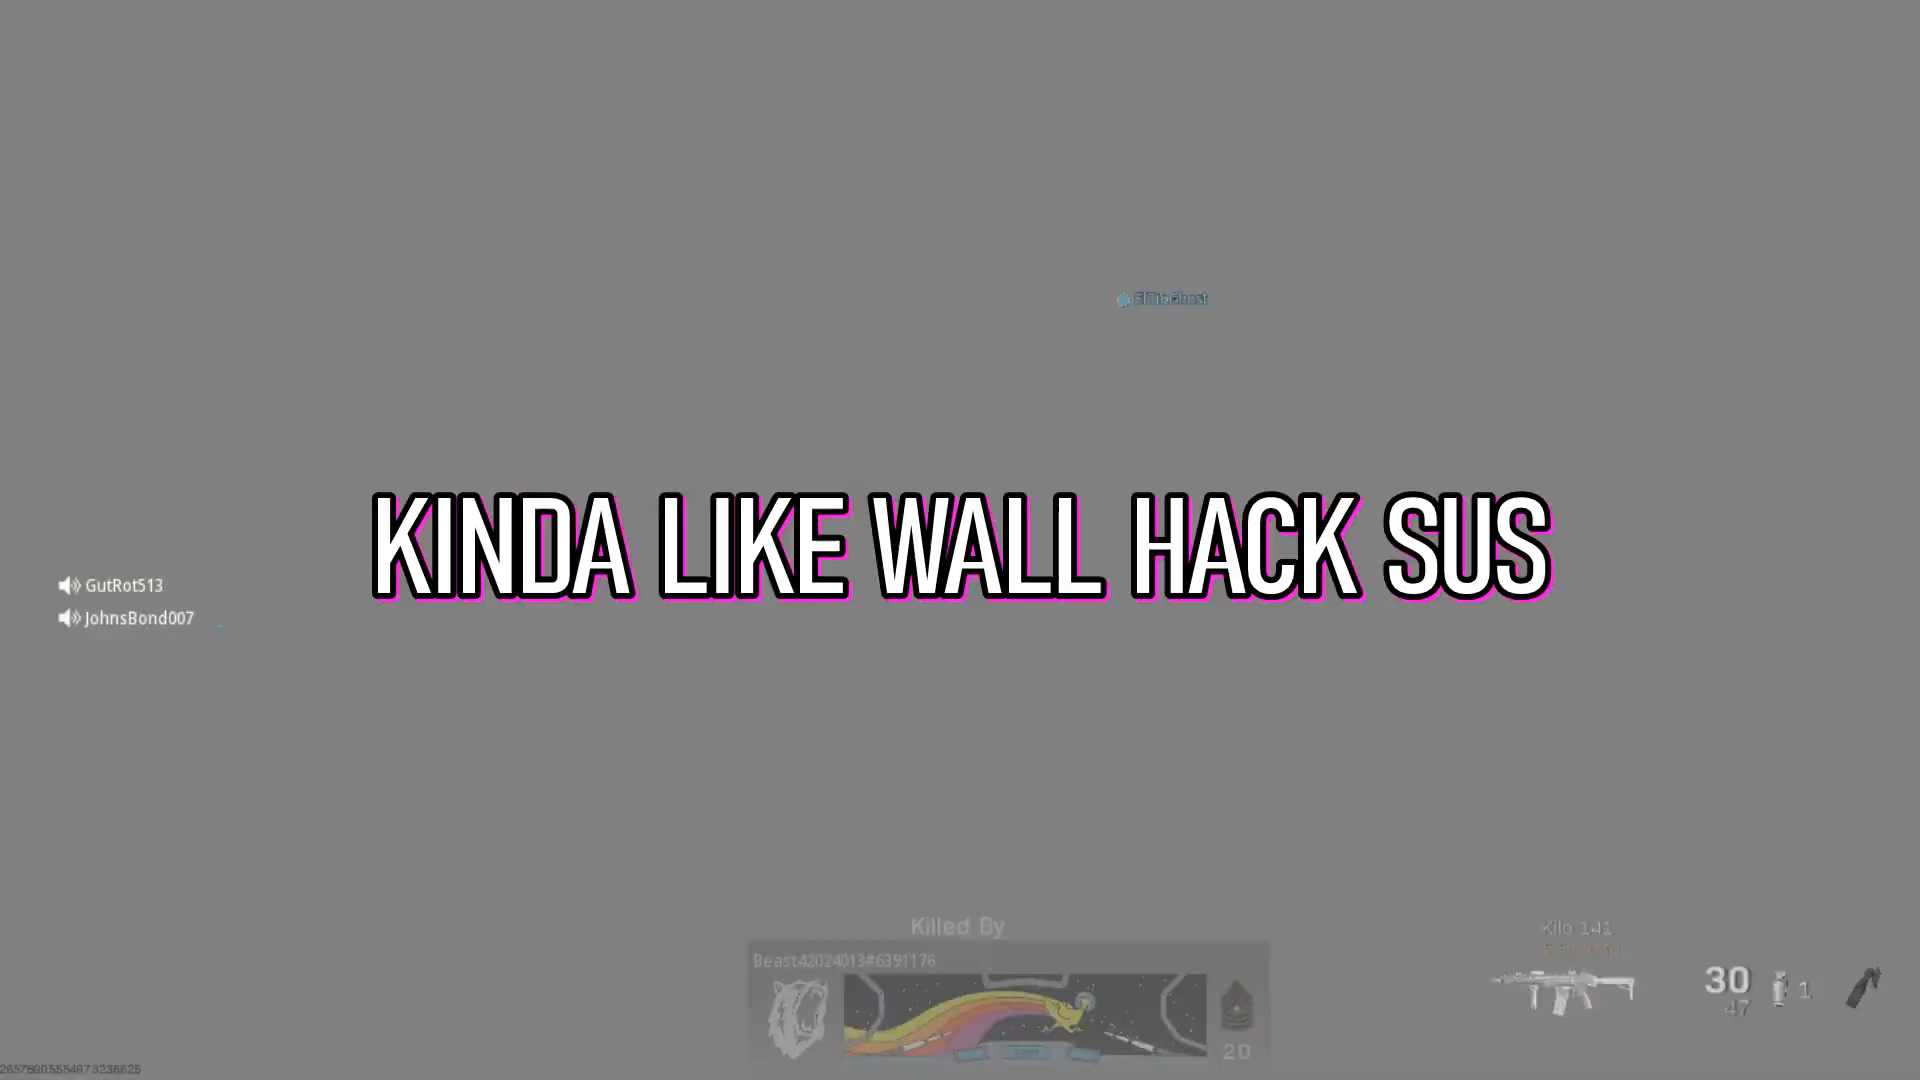 KINDA LIKE WALL HACK SUS
GutRot513
JohnsBond007
Killed By
Beast42024013#6391176
20
Kilo 141
30
47
1